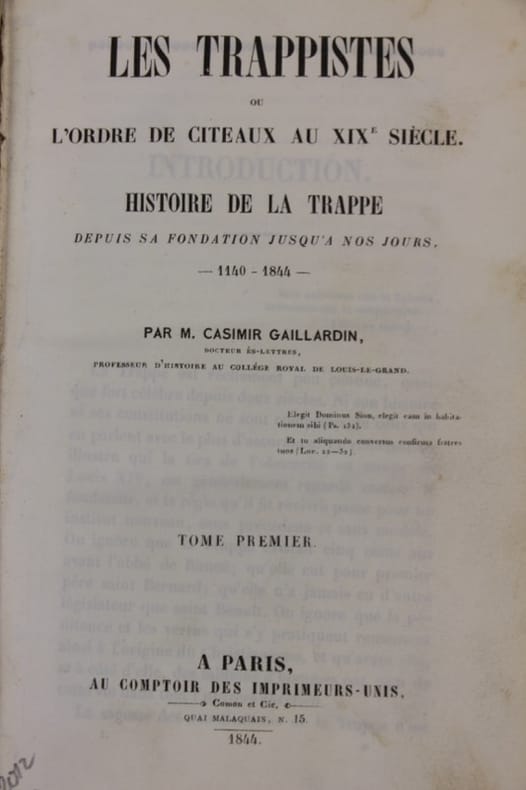 LES TRAPPISTES
OU
L'ORDRE DE CITEAUX AU XIXE SIÈCLE.
HISTOIRE DE LA TRAPPE
DEPUIS SA FONDATION JUSQU'A NOS JOURS,
— 1140 - 1844 —
PAR M. CASIMIR GAILLARDIN,
DOCTEUR ÈS-LETTRES,
PROFESSEUR D'HISTOIRE AU COLLÉGE ROYAL DE LOUIS-LE-GRAND.
Elegit Dominus Sion, elegit eam in habita-
tionem sibi (Ps. 131).
Et tu aliquando conversus confirma fratres
tuos (Luc. 22—32).
TOME PREMIER.
A PARIS,
AU COMPTOIR DES IMPRIMEURS-UNIS,
Comon et Cie,
QUAI MALAQUAIS, N. 15.
1844.